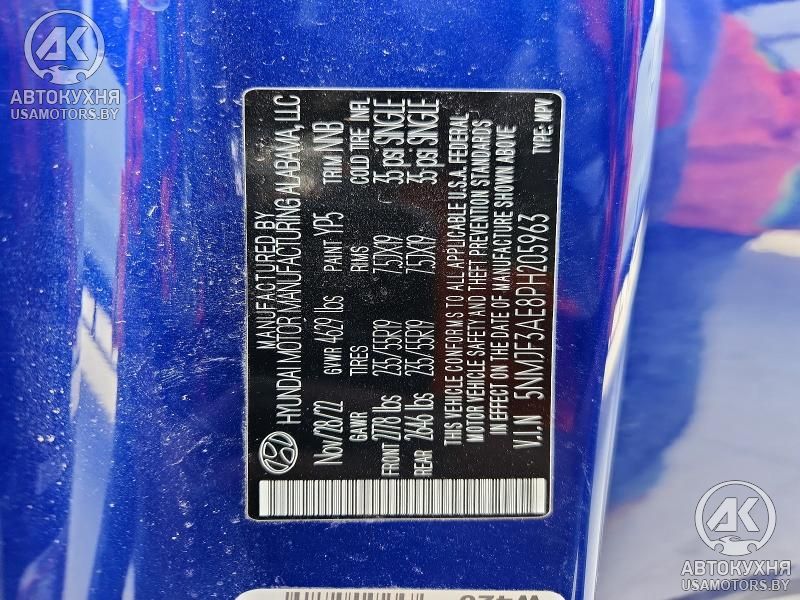 AK
АВТОКУХНЯ
USAMOTORS.BY
MANUFACTURED BY
HYUNDAI MOTOR MANUFACTURING ALABAMA, LLC
Nov/28/22 GVWR 4629 lbs PAINT YP5 TRIM NNB
GAWR TIRES RIMS COLD TIRE INFL
FRONT 2778 lbs 235/55R19 7.5JX19 35 psi SINGLE
REAR 2646 lbs 235/55R19 7.5JX19 35 psi SINGLE
THIS VEHICLE CONFORMS TO ALL APPLICABLE U.S.A. FEDERAL
MOTOR VEHICLE SAFETY AND THEFT PREVENTION STANDARDS
IN EFFECT ON THE DATE OF MANUFACTURE SHOWN ABOVE
V.I.N 5NMJF3AE8PH205963 TYPE: MPV
AK
АВТОКУХНЯ
USAMOTORS.BY